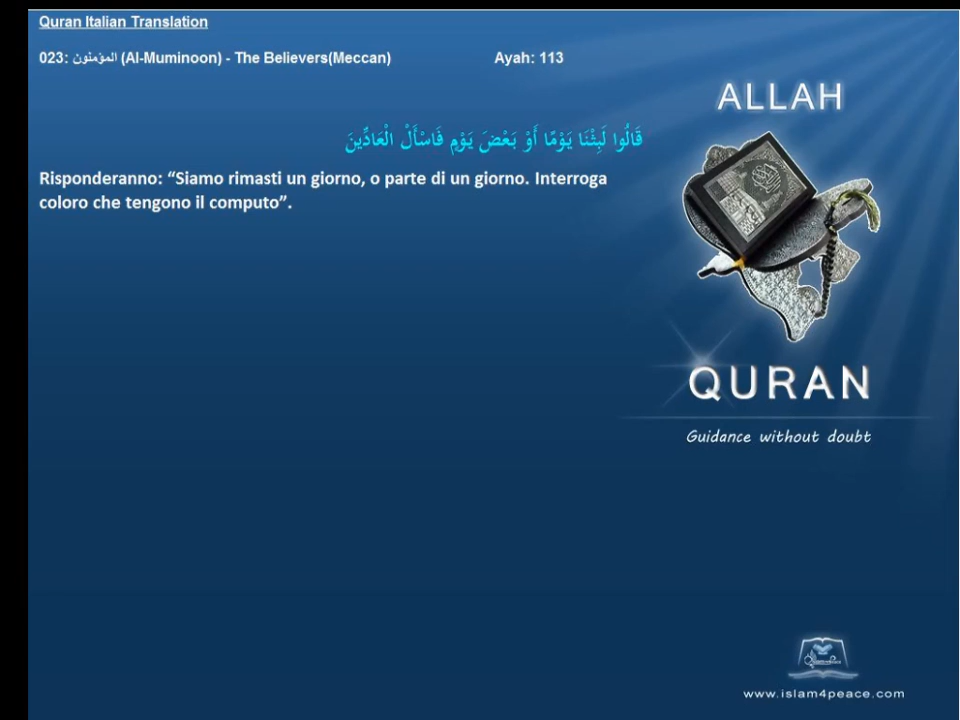 Quran Italian Translation
023: المؤمنون (Al-Muminoon) - The Believers(Meccan) Ayah: 113
ALLAH
قَالُوا لَبِثْنَا يَوْمًا أَوْ بَعْضَ يَوْمٍ فَاسْأَلْ الْعَادِّينَ
Risponderanno: “Siamo rimasti un giorno, o parte di un giorno. Interroga
coloro che tengono il computo”.
QURAN
Guidance without doubt
www.islam4peace.com